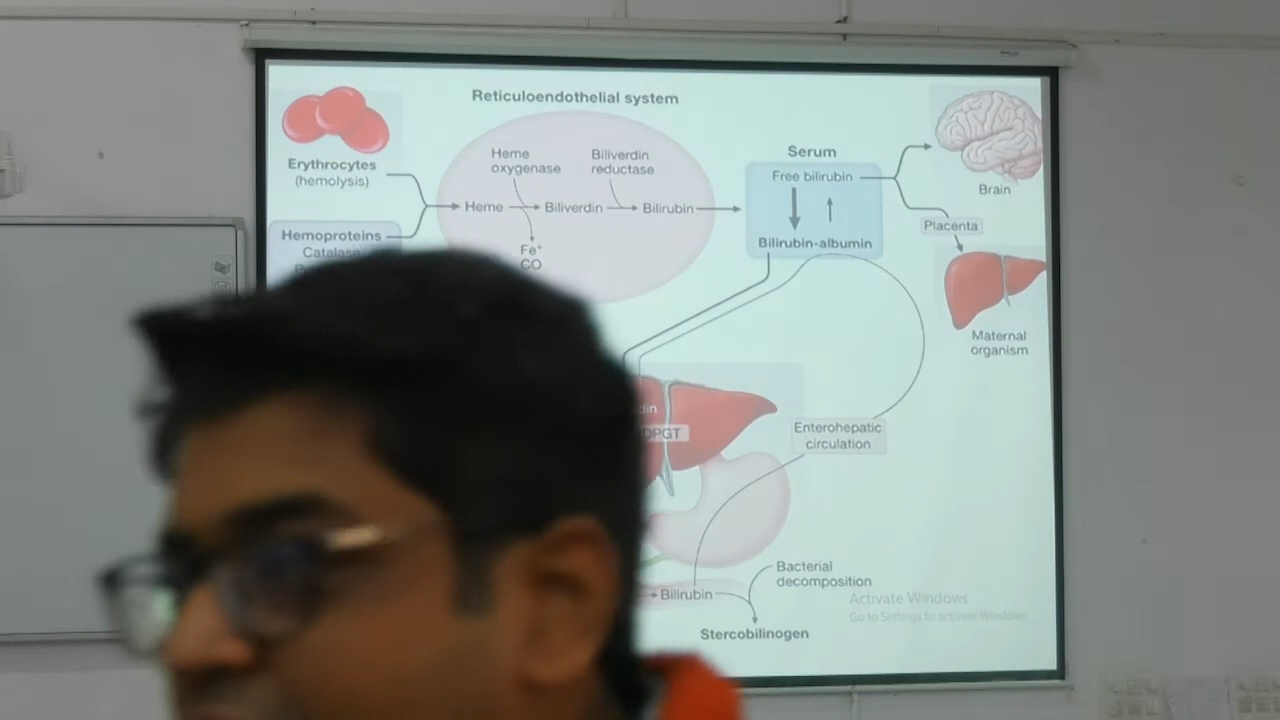 Reticuloendothelial system
Erythrocytes
(hemolysis)
Hemoproteins
Catalase
Heme
oxygenase
Biliverdin
reductase
Heme
Biliverdin
Bilirubin
Fe⁺
CO
Serum
Free bilirubin
Bilirubin-albumin
Brain
Placenta
Maternal
organism
Enterohepatic
circulation
Bilirubin
Bacterial
decomposition
Stercobilinogen
Activate Windows
Go to Settings to activate Windows.